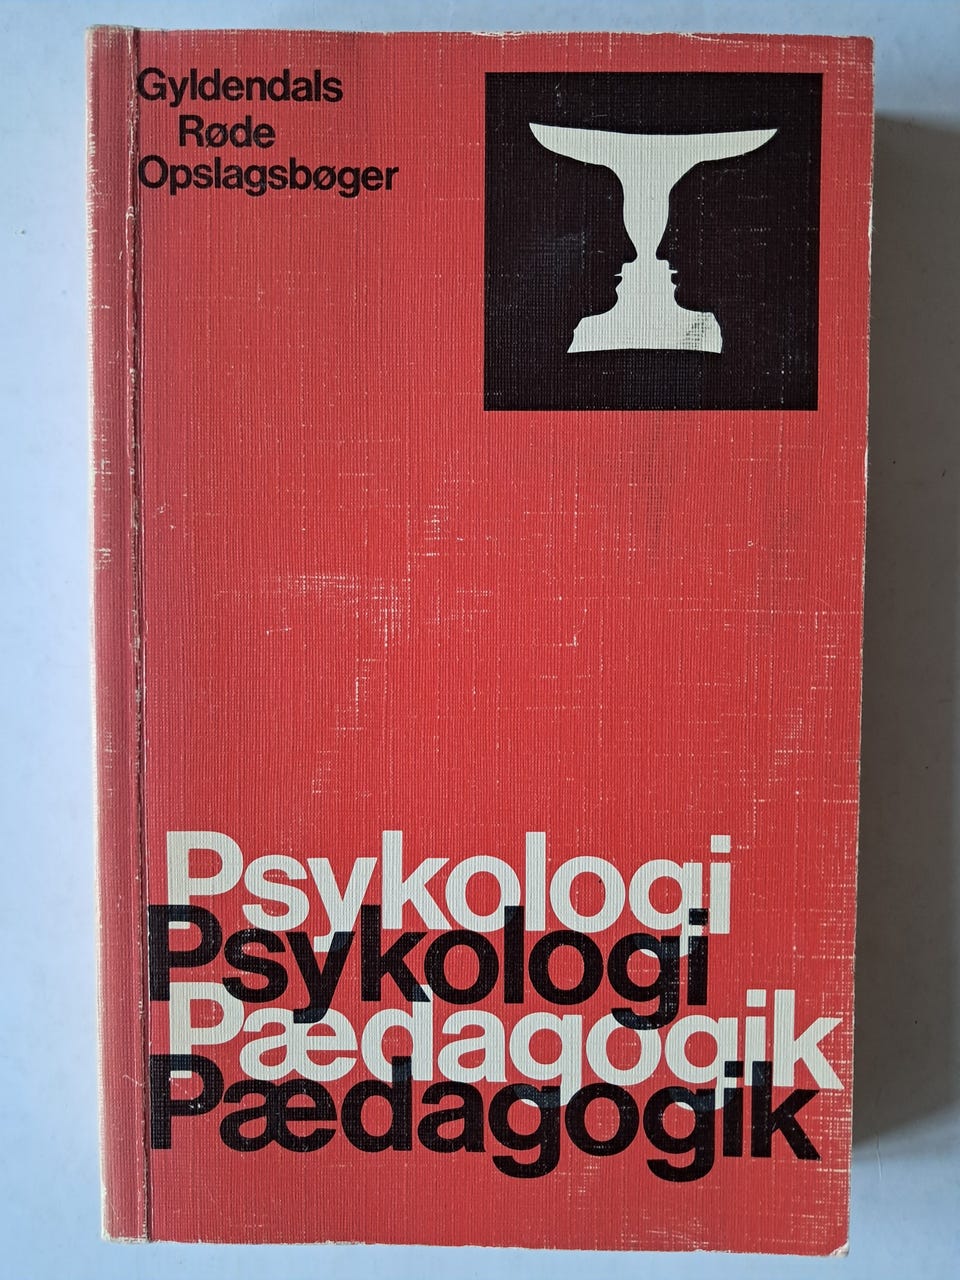 Gyldendals
Røde
Opslagsbøger
Psykologi
Psykologi
Pædagogik
Pædagogik